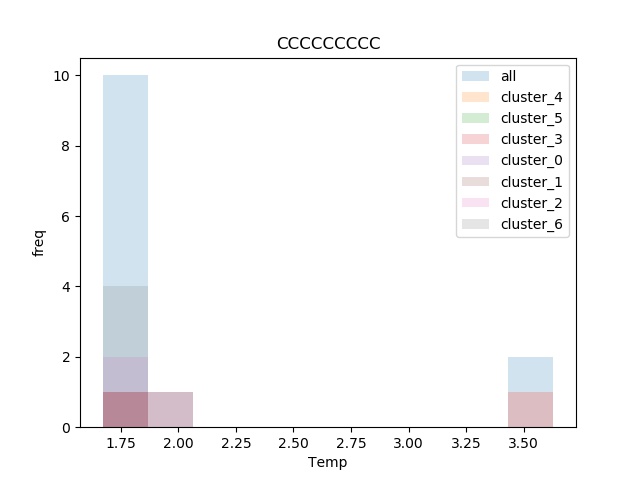 CCCCCCCCC
all
cluster_4
cluster_5
cluster_3
cluster_0
cluster_1
cluster_2
cluster_6
freq
10
8
6
4
2
0
1.75 2.00 2.25 2.50 2.75 3.00 3.25 3.50
Temp